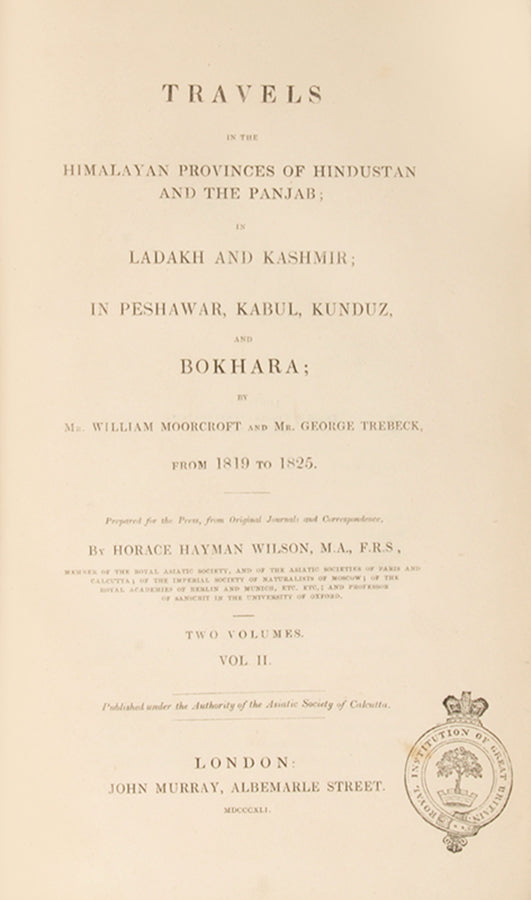 TRAVELS
IN THE
HIMALAYAN PROVINCES OF HINDUSTAN
AND THE PANJAB;
IN
LADAKH AND KASHMIR;
IN PESHAWAR, KABUL, KUNDUZ,
AND
BOKHARA;
BY
Mr. WILLIAM MOORCROFT AND Mr. GEORGE TREBECK,
FROM 1819 TO 1825.
Prepared for the Press, from Original Journals and Correspondence,
By HORACE HAYMAN WILSON, M.A., F.R.S,
MEMBER OF THE ROYAL ASIATIC SOCIETY, AND OF THE ASIATIC SOCIETIES OF PARIS AND
CALCUTTA; OF THE IMPERIAL SOCIETY OF NATURALISTS OF MOSCOW; OF THE
ROYAL ACADEMIES OF BERLIN AND MUNICH, ETC. ETC.; AND PROFESSOR
OF SANSCRIT IN THE UNIVERSITY OF OXFORD.
TWO VOLUMES.
VOL. II.
Published under the Authority of the Asiatic Society of Calcutta.
LONDON:
JOHN MURRAY, ALBEMARLE STREET.
MDCCCXLI.
ROYAL INSTITUTION OF GREAT BRITAIN